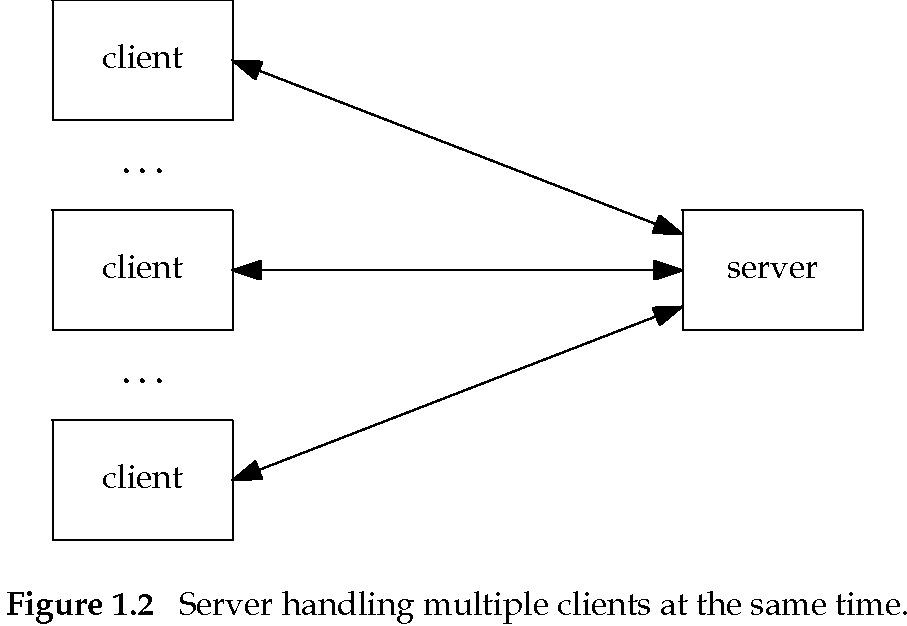 client
...
client
server
...
client
Figure 1.2 Server handling multiple clients at the same time.